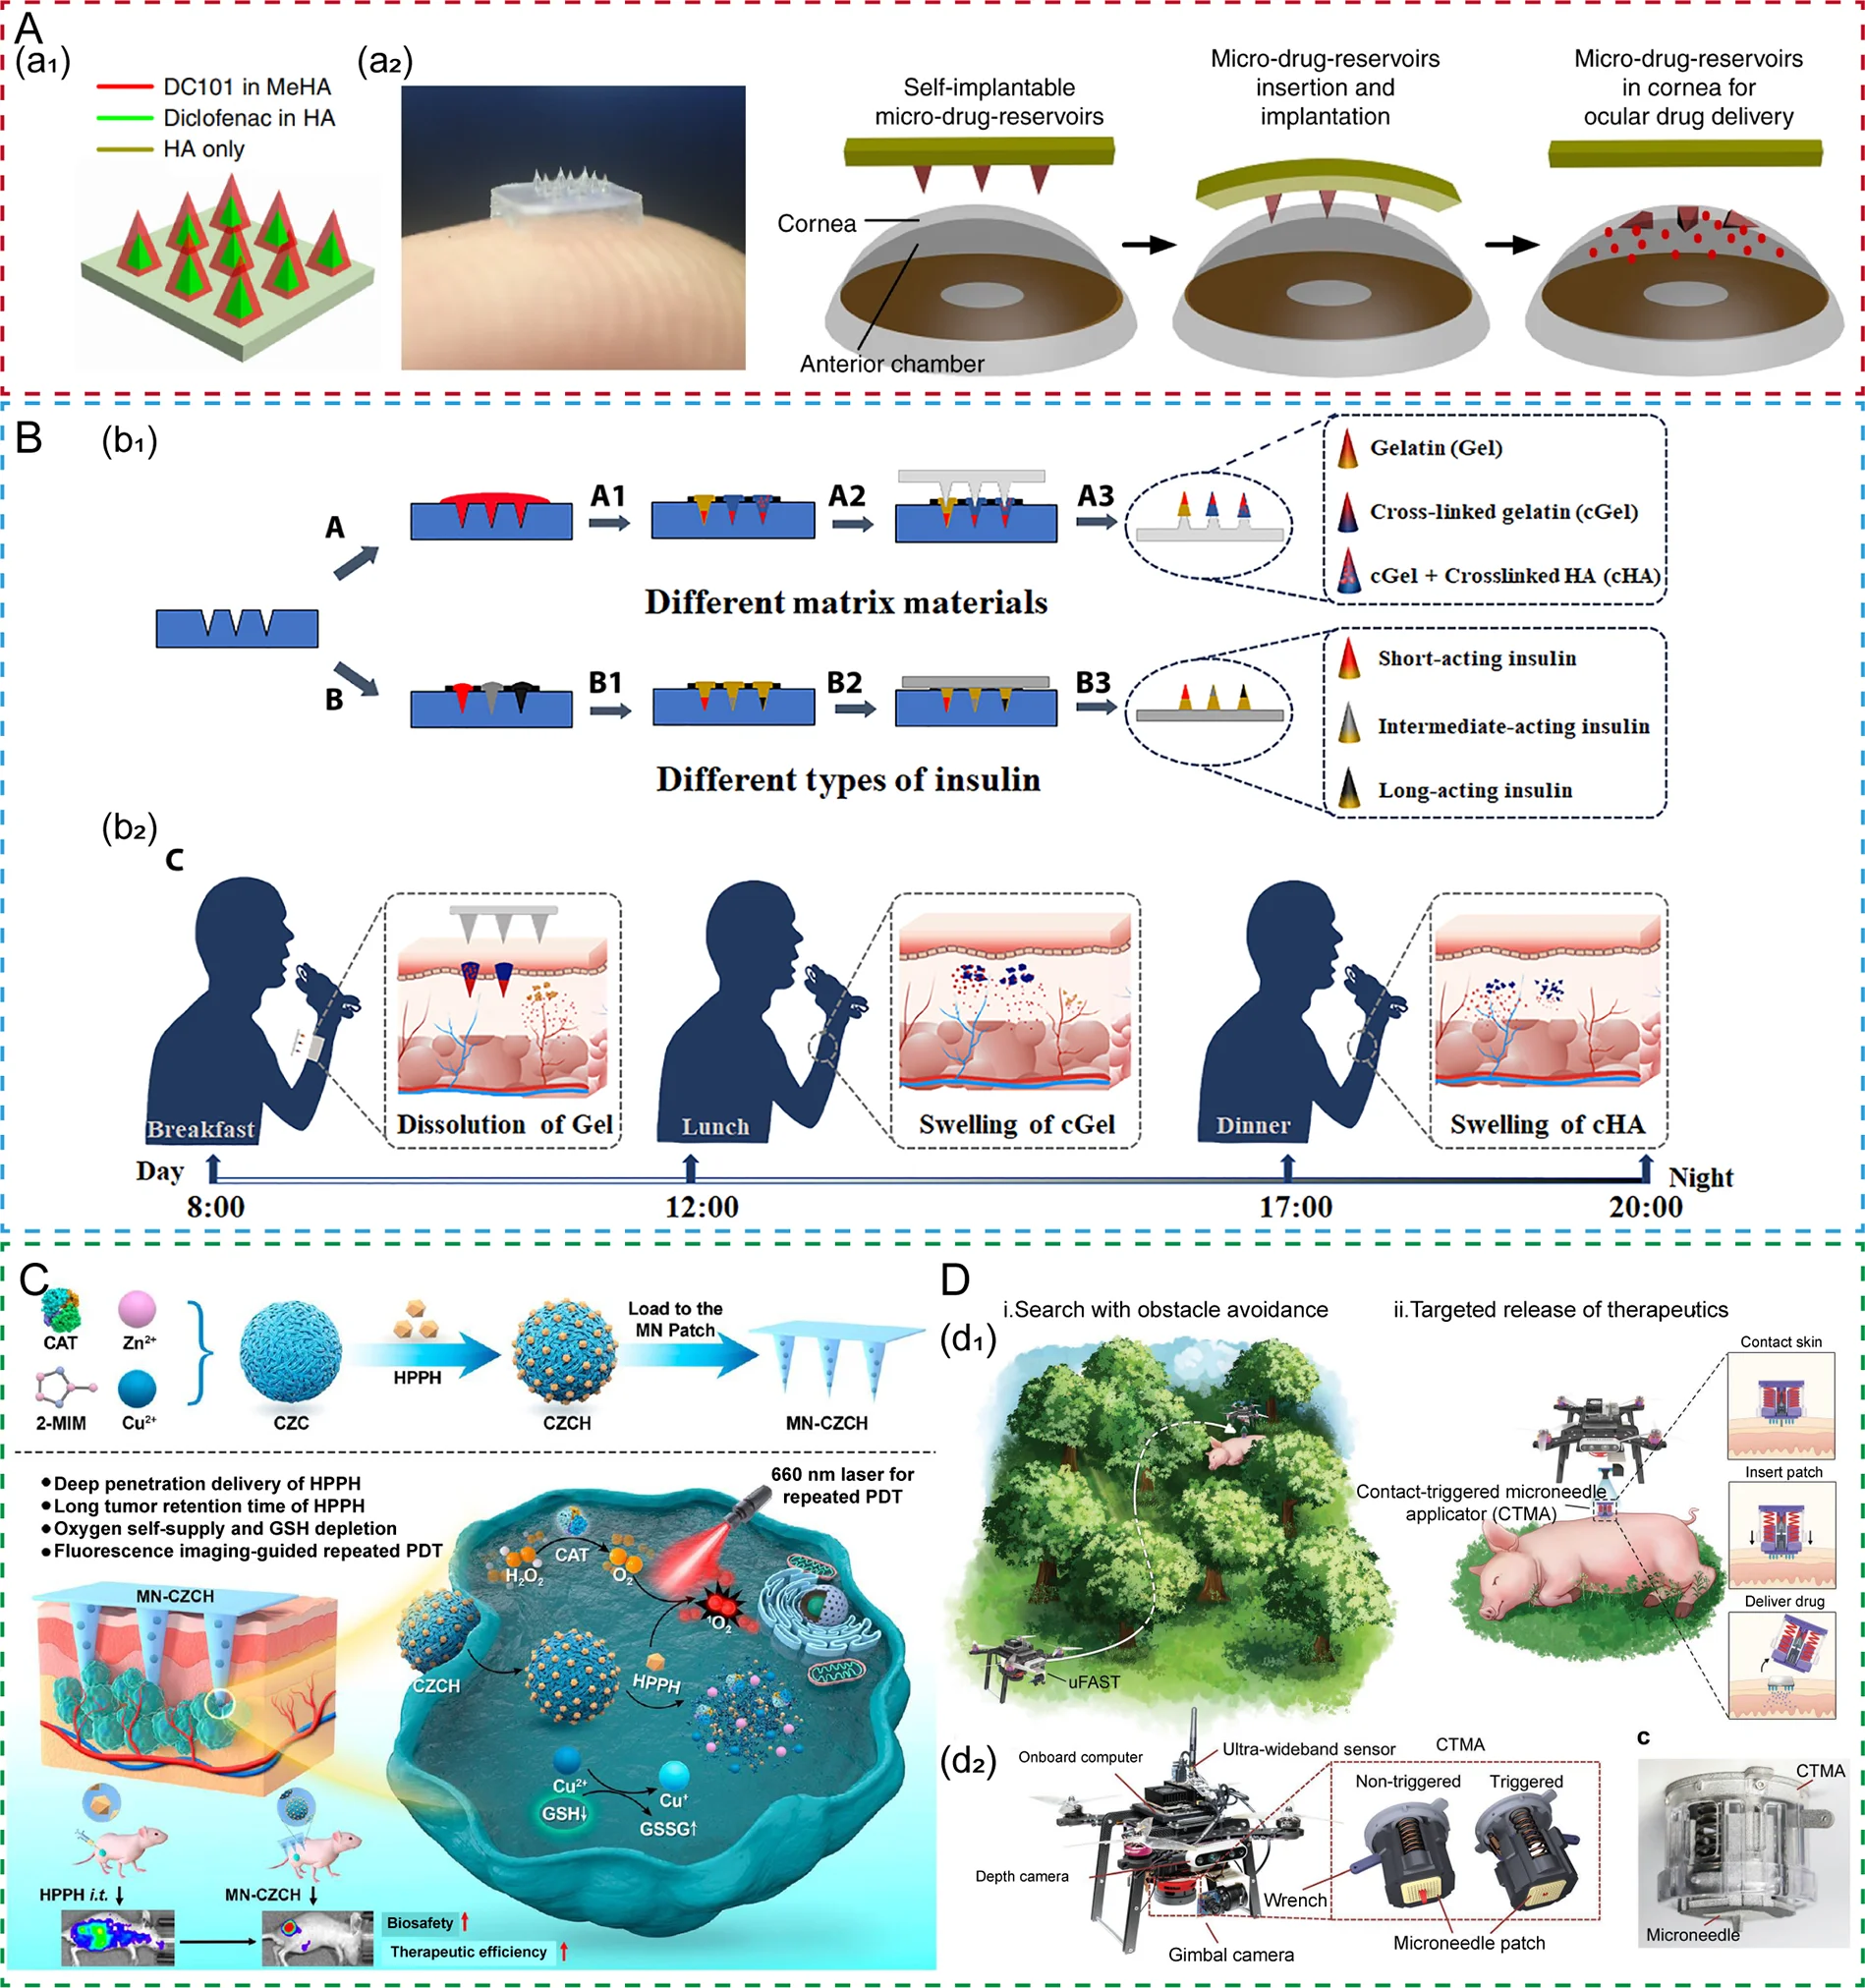 A
(a₁)
DC101 in MeHA
Diclofenac in HA
HA only
(a₂)
Self-implantable
micro-drug-reservoirs
Micro-drug-reservoirs
insertion and
implantation
Micro-drug-reservoirs
in cornea for
ocular drug delivery
Cornea
Anterior chamber
B
(b₁)
A
A1
A2
A3
Gelatin (Gel)
Cross-linked gelatin (cGel)
cGel + Crosslinked HA (cHA)
Different matrix materials
B
B1
B2
B3
Short-acting insulin
Intermediate-acting insulin
Long-acting insulin
Different types of insulin
(b₂)
C
Breakfast
Dissolution of Gel
Lunch
Swelling of cGel
Dinner
Swelling of cHA
Day
Night
8:00
12:00
17:00
20:00
C
CAT
Zn²⁺
2-MIM
Cu²⁺
CZC
HPPH
CZCH
Load to the
MN Patch
MN-CZCH
● Deep penetration delivery of HPPH
● Long tumor retention time of HPPH
● Oxygen self-supply and GSH depletion
● Fluorescence imaging-guided repeated PDT
660 nm laser for
repeated PDT
MN-CZCH
H₂O₂
CAT
O₂
¹O₂
CZCH
HPPH
Cu²⁺
GSH↓
Cu⁺
GSSG↑
HPPH i.t. ↓
MN-CZCH ↓
Biosafety ↑
Therapeutic efficiency ↑
D
(d₁)
i.Search with obstacle avoidance
uFAST
ii.Targeted release of therapeutics
Contact-triggered microneedle
applicator (CTMA)
Contact skin
Insert patch
Deliver drug
(d₂)
Onboard computer
Ultra-wideband sensor
Depth camera
Gimbal camera
CTMA
Non-triggered
Triggered
Wrench
Microneedle patch
c
CTMA
Microneedle